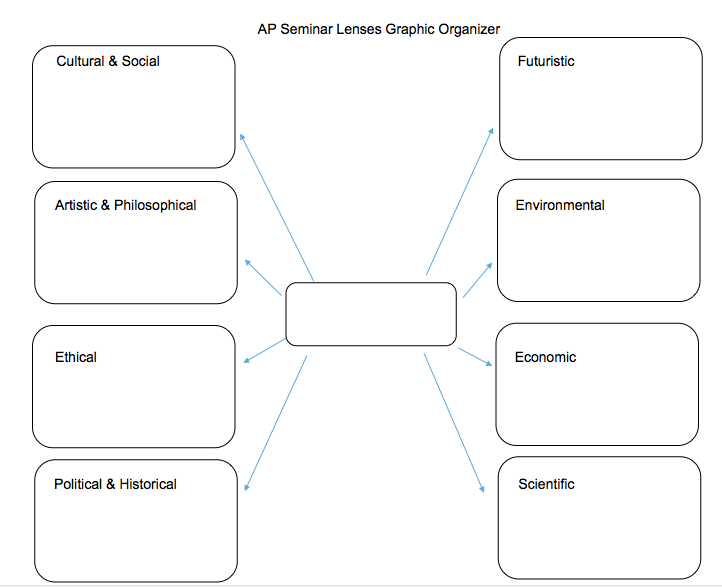 AP Seminar Lenses Graphic Organizer
Cultural & Social
Futuristic
Artistic & Philosophical
Environmental
Ethical
Economic
Political & Historical
Scientific